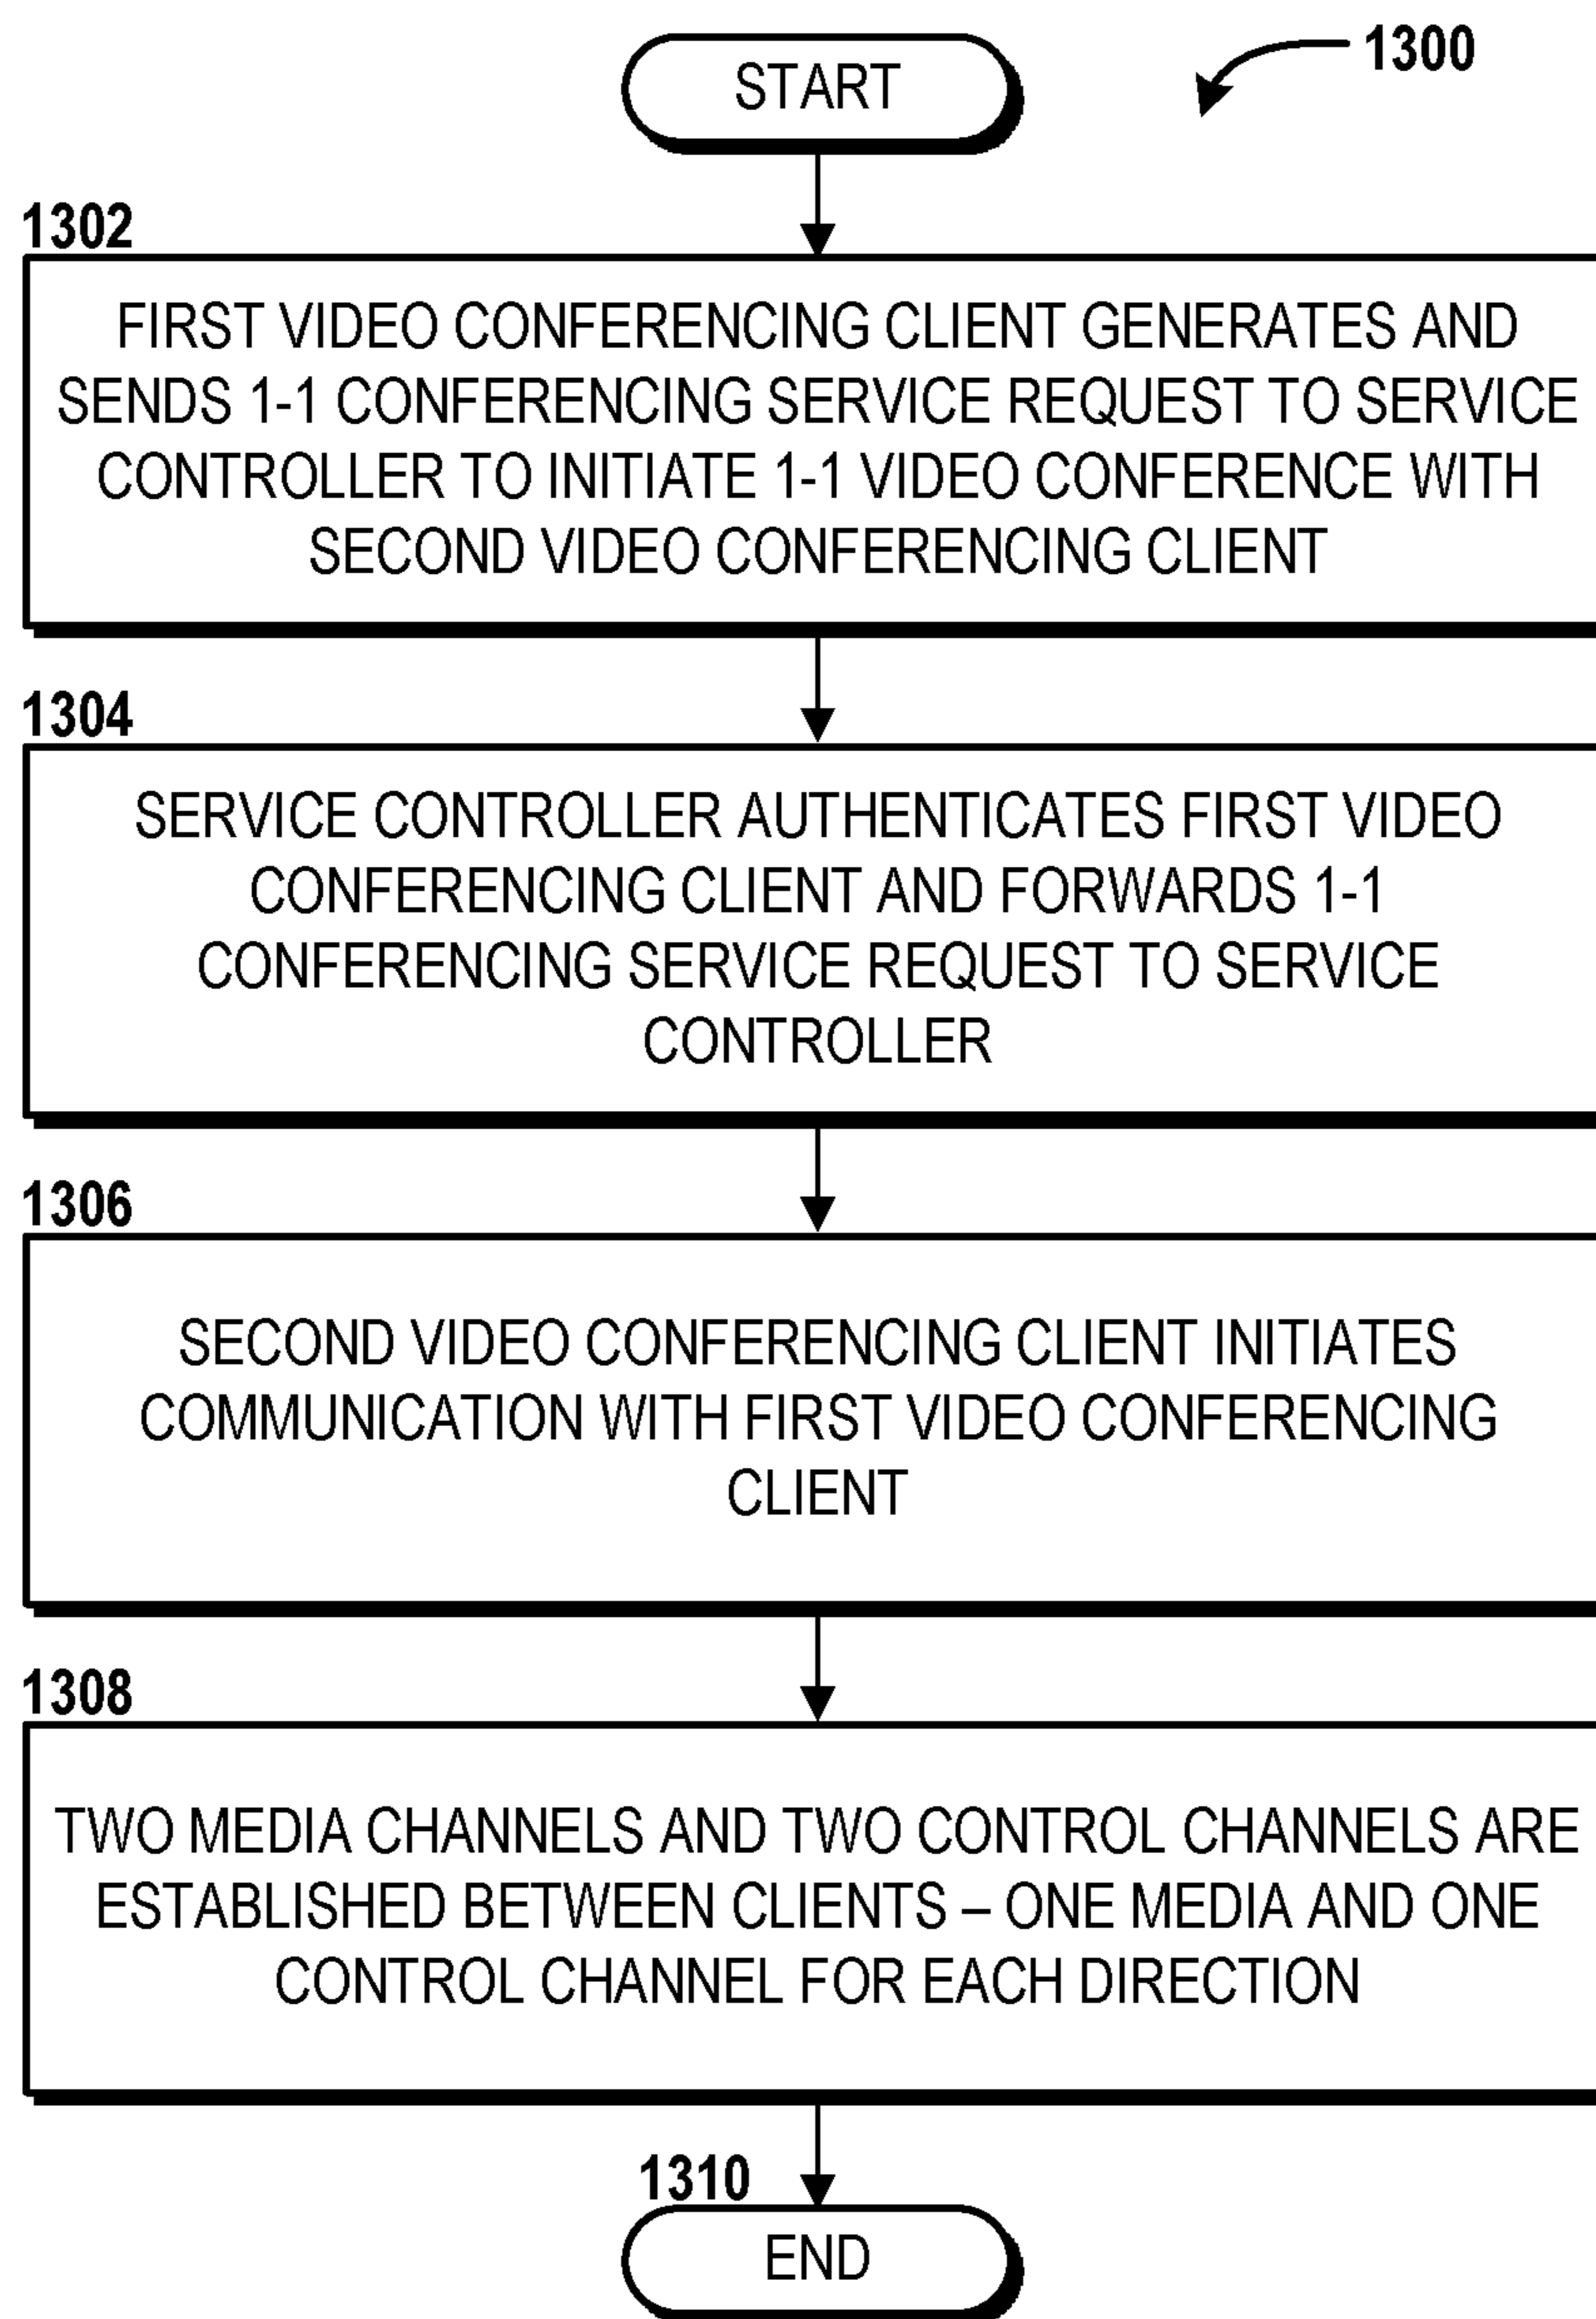 START
1300
1302
FIRST VIDEO CONFERENCING CLIENT GENERATES AND
SENDS 1-1 CONFERENCING SERVICE REQUEST TO SERVICE
CONTROLLER TO INITIATE 1-1 VIDEO CONFERENCE WITH
SECOND VIDEO CONFERENCING CLIENT
1304
SERVICE CONTROLLER AUTHENTICATES FIRST VIDEO
CONFERENCING CLIENT AND FORWARDS 1-1
CONFERENCING SERVICE REQUEST TO SERVICE
CONTROLLER
1306
SECOND VIDEO CONFERENCING CLIENT INITIATES
COMMUNICATION WITH FIRST VIDEO CONFERENCING
CLIENT
1308
TWO MEDIA CHANNELS AND TWO CONTROL CHANNELS ARE
ESTABLISHED BETWEEN CLIENTS – ONE MEDIA AND ONE
CONTROL CHANNEL FOR EACH DIRECTION
1310
END